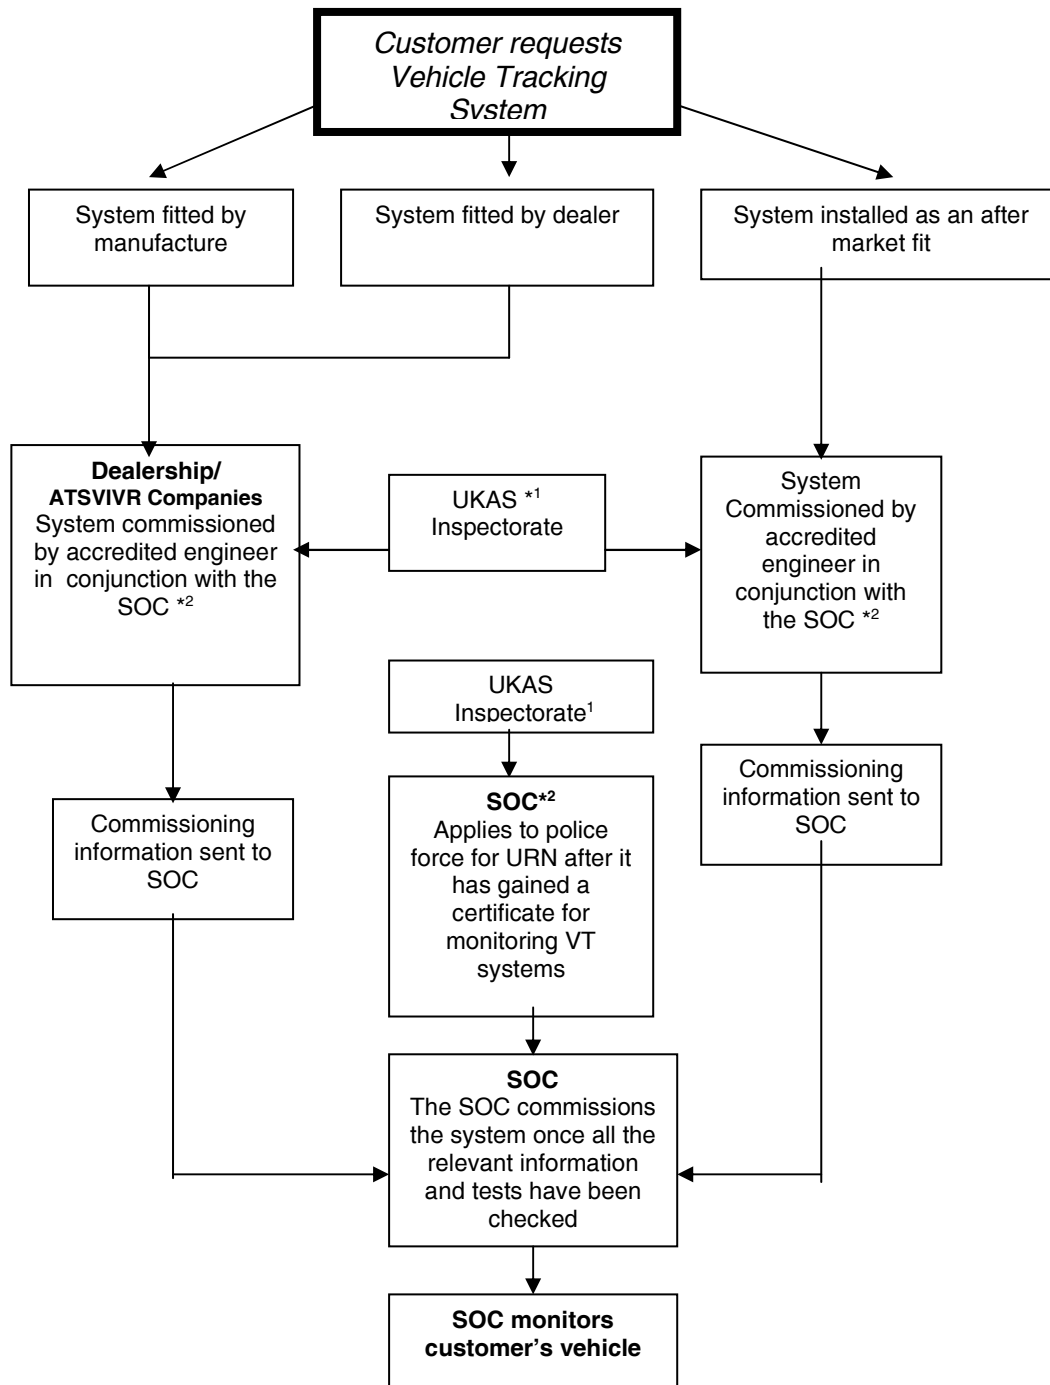 Customer requests
Vehicle Tracking
System
System fitted by
manufacture
System fitted by dealer
System installed as an after
market fit
Dealership/
ATSVIVR Companies
System commissioned
by accredited engineer
in conjunction with the
SOC *2
UKAS *1
Inspectorate
System
Commissioned by
accredited
engineer in
conjunction with
the SOC *2
UKAS
Inspectorate1
Commissioning
information sent to
SOC
SOC*2
Applies to police
force for URN after it
has gained a
certificate for
monitoring VT
systems
Commissioning
information sent to
SOC
SOC
The SOC commissions
the system once all the
relevant information
and tests have been
checked
SOC monitors
customer's vehicle